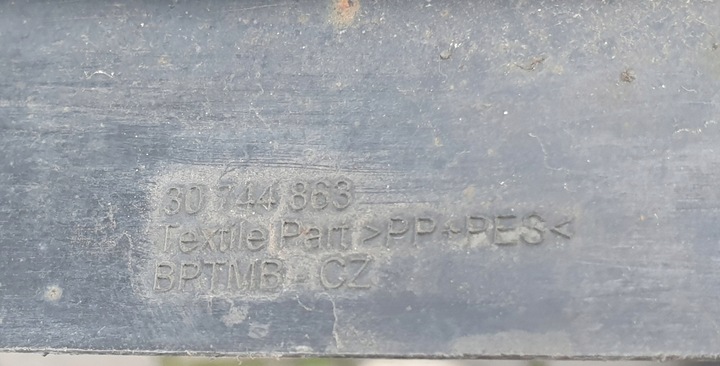 30 744 863
Textile Part >PP+PES<
BPTMB - CZ